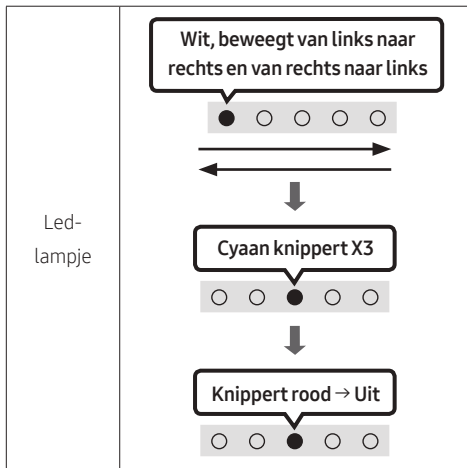 Wit, beweegt van links naar
rechts en van rechts naar links
Led-
lampje
Cyaan knippert X3
Knippert rood → Uit